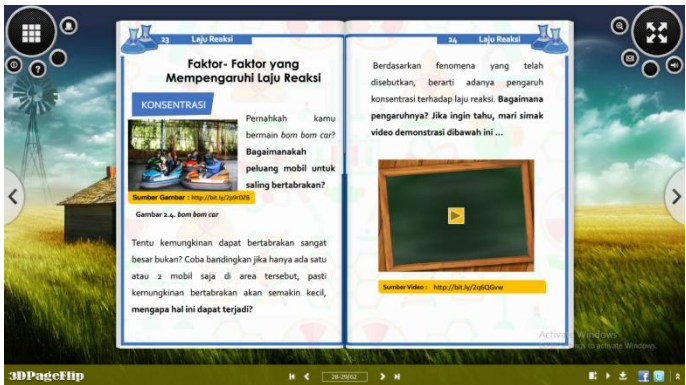 23 Laju Reaksi
Faktor- Faktor yang
Mempengaruhi Laju Reaksi
KONSENTRASI
Pernahkah kamu
bermain bom bom car?
Bagaimanakah
peluang mobil untuk
saling bertabrakan?
Sumber Gambar : http://bit.ly/2p9rDZB
Gambar 2.4. bom bom car
Tentu kemungkinan dapat bertabrakan sangat
besar bukan? Coba bandingkan jika hanya ada satu
atau 2 mobil saja di area tersebut, pasti
kemungkinan bertabrakan akan semakin kecil,
mengapa hal ini dapat terjadi?
24 Laju Reaksi
Berdasarkan fenomena yang telah
disebutkan, berarti adanya pengaruh
konsentrasi terhadap laju reaksi. Bagaimana
pengaruhnya? Jika ingin tahu, mari simak
video demonstrasi dibawah ini ...
Sumber Video : http://bit.ly/2q6QGvw
Activate Windows
to activate Windows.
3DPageFlip
28-29/62